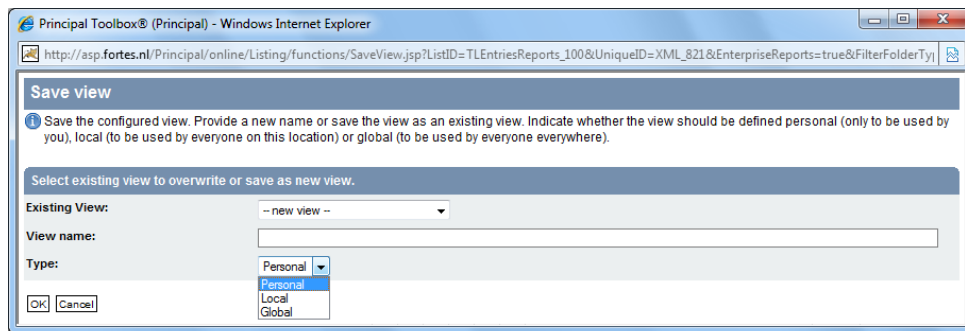 Principal Toolbox® (Principal) - Windows Internet Explorer
http://asp.fortes.nl/Principal/online/Listing/functions/SaveView.jsp?ListID=TLEntriesReports_100&UniqueID=XML_821&EnterpriseReports=true&FilterFolderTy
Save view
Save the configured view. Provide a new name or save the view as an existing view. Indicate whether the view should be defined personal (only to be used by
you), local (to be used by everyone on this location) or global (to be used by everyone everywhere).
Select existing view to overwrite or save as new view.
Existing View: -- new view --
View name:
Type: Personal
Personal
Local
Global
OK Cancel